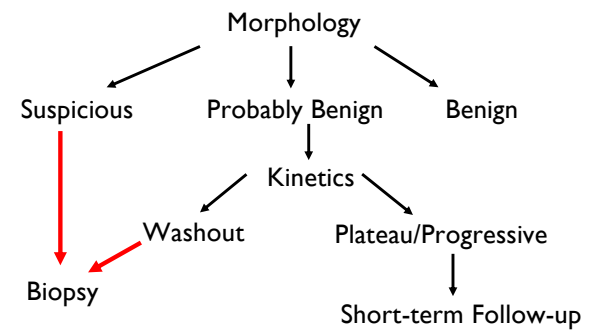 Morphology
Suspicious
Probably Benign
Benign
Kinetics
Washout
Plateau/Progressive
Biopsy
Short-term Follow-up